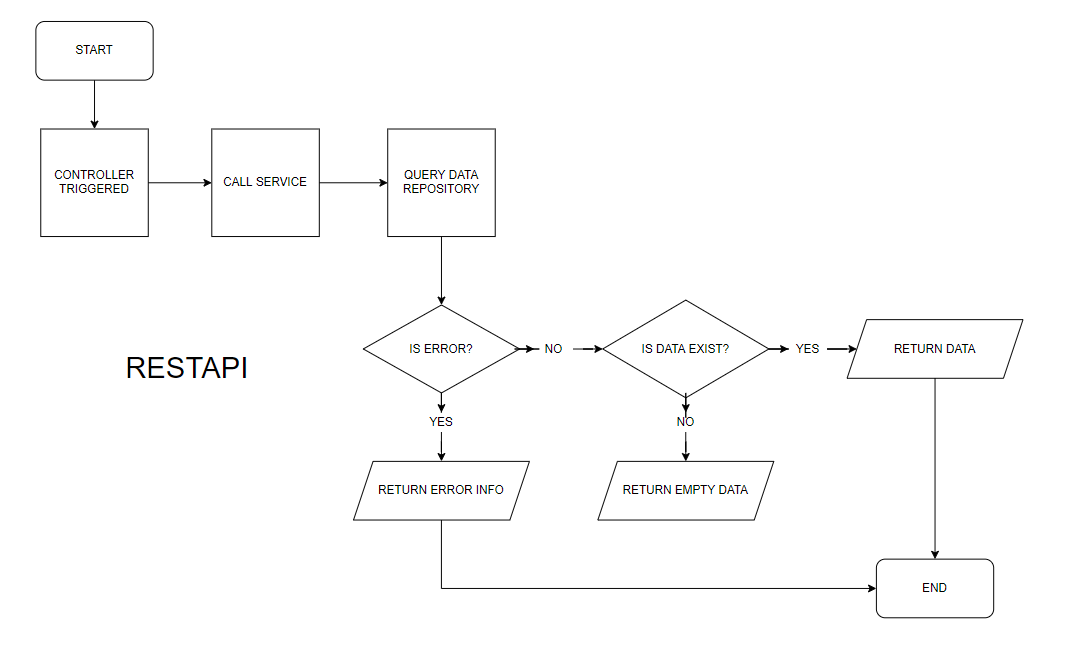 START
CONTROLLER
TRIGGERED
CALL SERVICE
QUERY DATA
REPOSITORY
IS ERROR?
NO
IS DATA EXIST?
YES
RETURN DATA
RESTAPI
YES
NO
RETURN ERROR INFO
RETURN EMPTY DATA
END